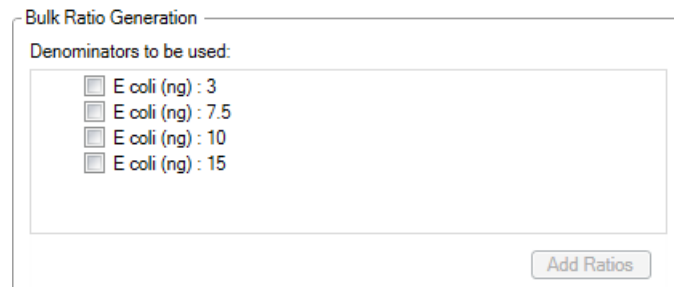 Bulk Ratio Generation
Denominators to be used:
E coli (ng) : 3
E coli (ng) : 7.5
E coli (ng) : 10
E coli (ng) : 15
Add Ratios